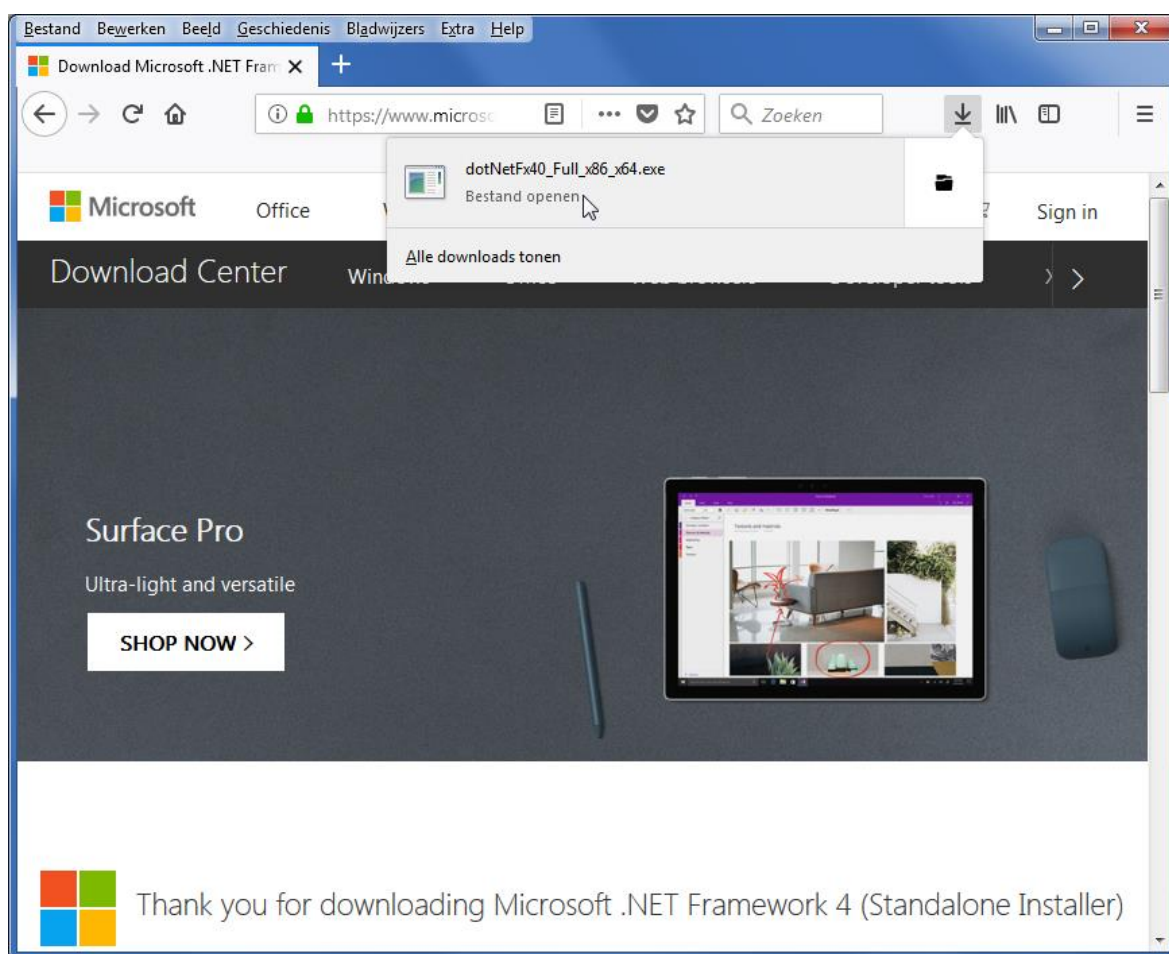 Bestand Bewerken Beeld Geschiedenis Bladwijzers Extra Help
Download Microsoft .NET Fram
https://www.microso
Zoeken
dotNetFx40_Full_x86_x64.exe
Bestand openen
Alle downloads tonen
Microsoft Office Sign in
Download Center
Surface Pro
Ultra-light and versatile
SHOP NOW >
Thank you for downloading Microsoft .NET Framework 4 (Standalone Installer)